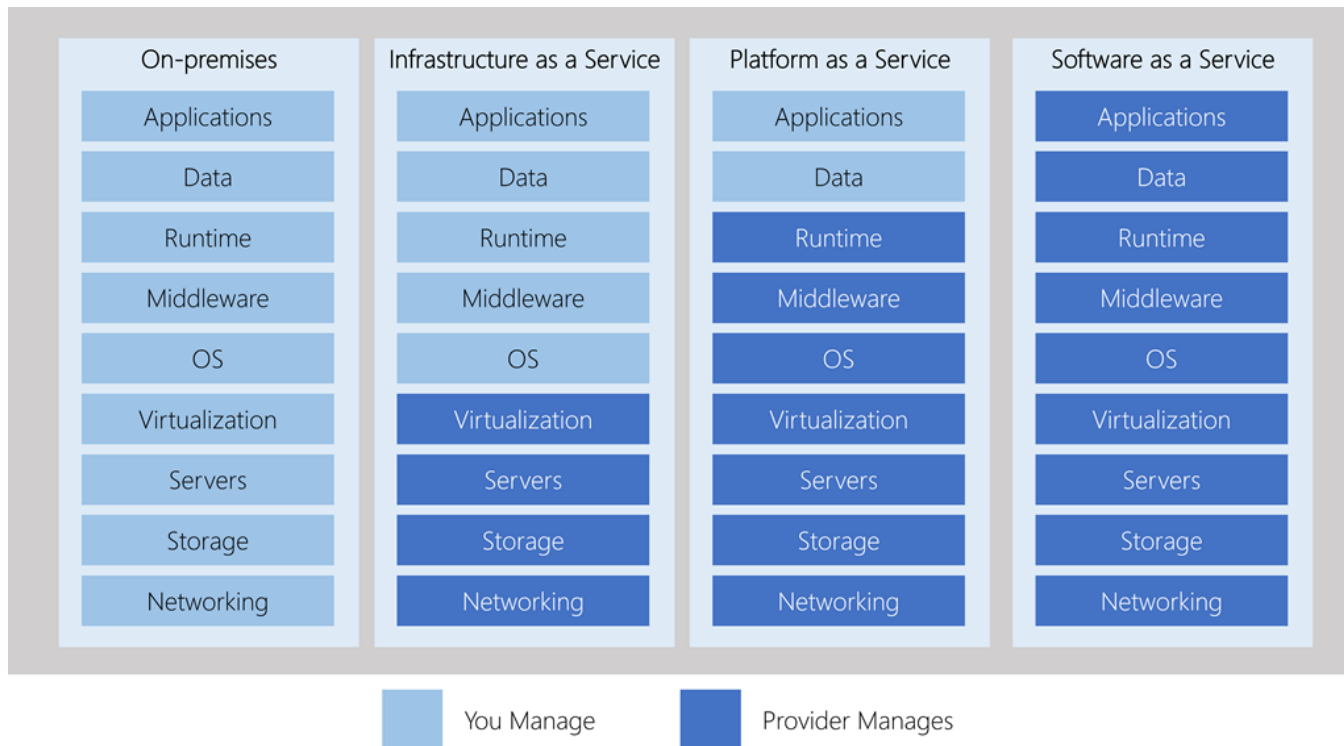 On-premises
Applications
Data
Runtime
Middleware
OS
Virtualization
Servers
Storage
Networking
Infrastructure as a Service
Applications
Data
Runtime
Middleware
OS
Virtualization
Servers
Storage
Networking
Platform as a Service
Applications
Data
Runtime
Middleware
OS
Virtualization
Servers
Storage
Networking
Software as a Service
Applications
Data
Runtime
Middleware
OS
Virtualization
Servers
Storage
Networking
You Manage
Provider Manages